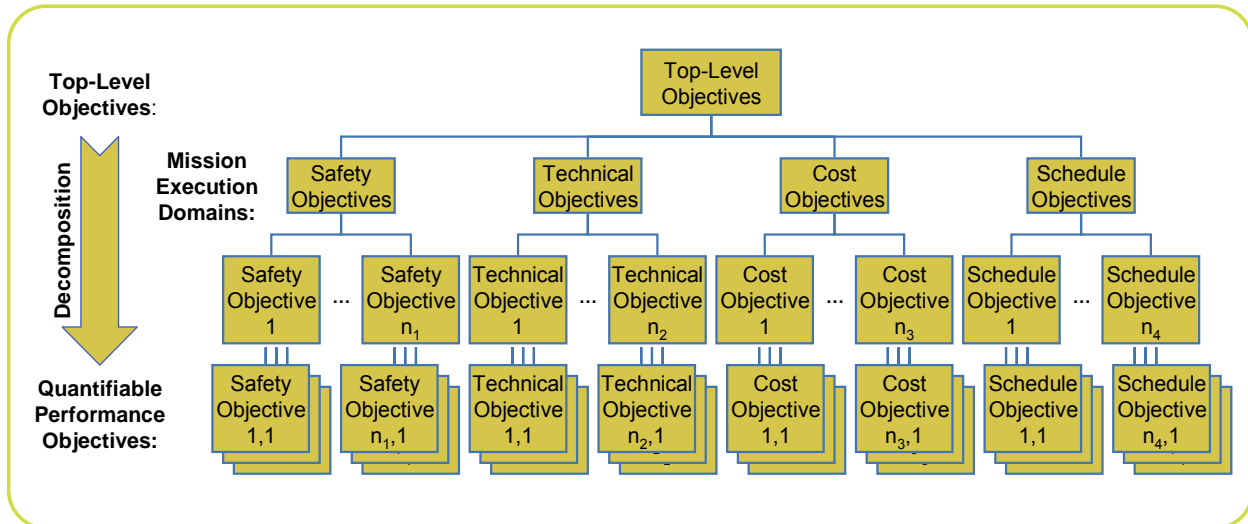 Top-Level
Objectives:
Top-Level
Objectives
Decomposition
Mission
Execution
Domains:
Safety
Objectives
Technical
Objectives
Cost
Objectives
Schedule
Objectives
Safety
Objective
1
...
Safety
Objective
n₁
Technical
Objective
1
...
Technical
Objective
n₂
Cost
Objective
1
...
Cost
Objective
n₃
Schedule
Objective
1
...
Schedule
Objective
n₄
Quantifiable
Performance
Objectives:
Safety
Objective
1,1
Safety
Objective
n₁,1
Technical
Objective
1,1
Technical
Objective
n₂,1
Cost
Objective
1,1
Cost
Objective
n₃,1
Schedule
Objective
1,1
Schedule
Objective
n₄,1